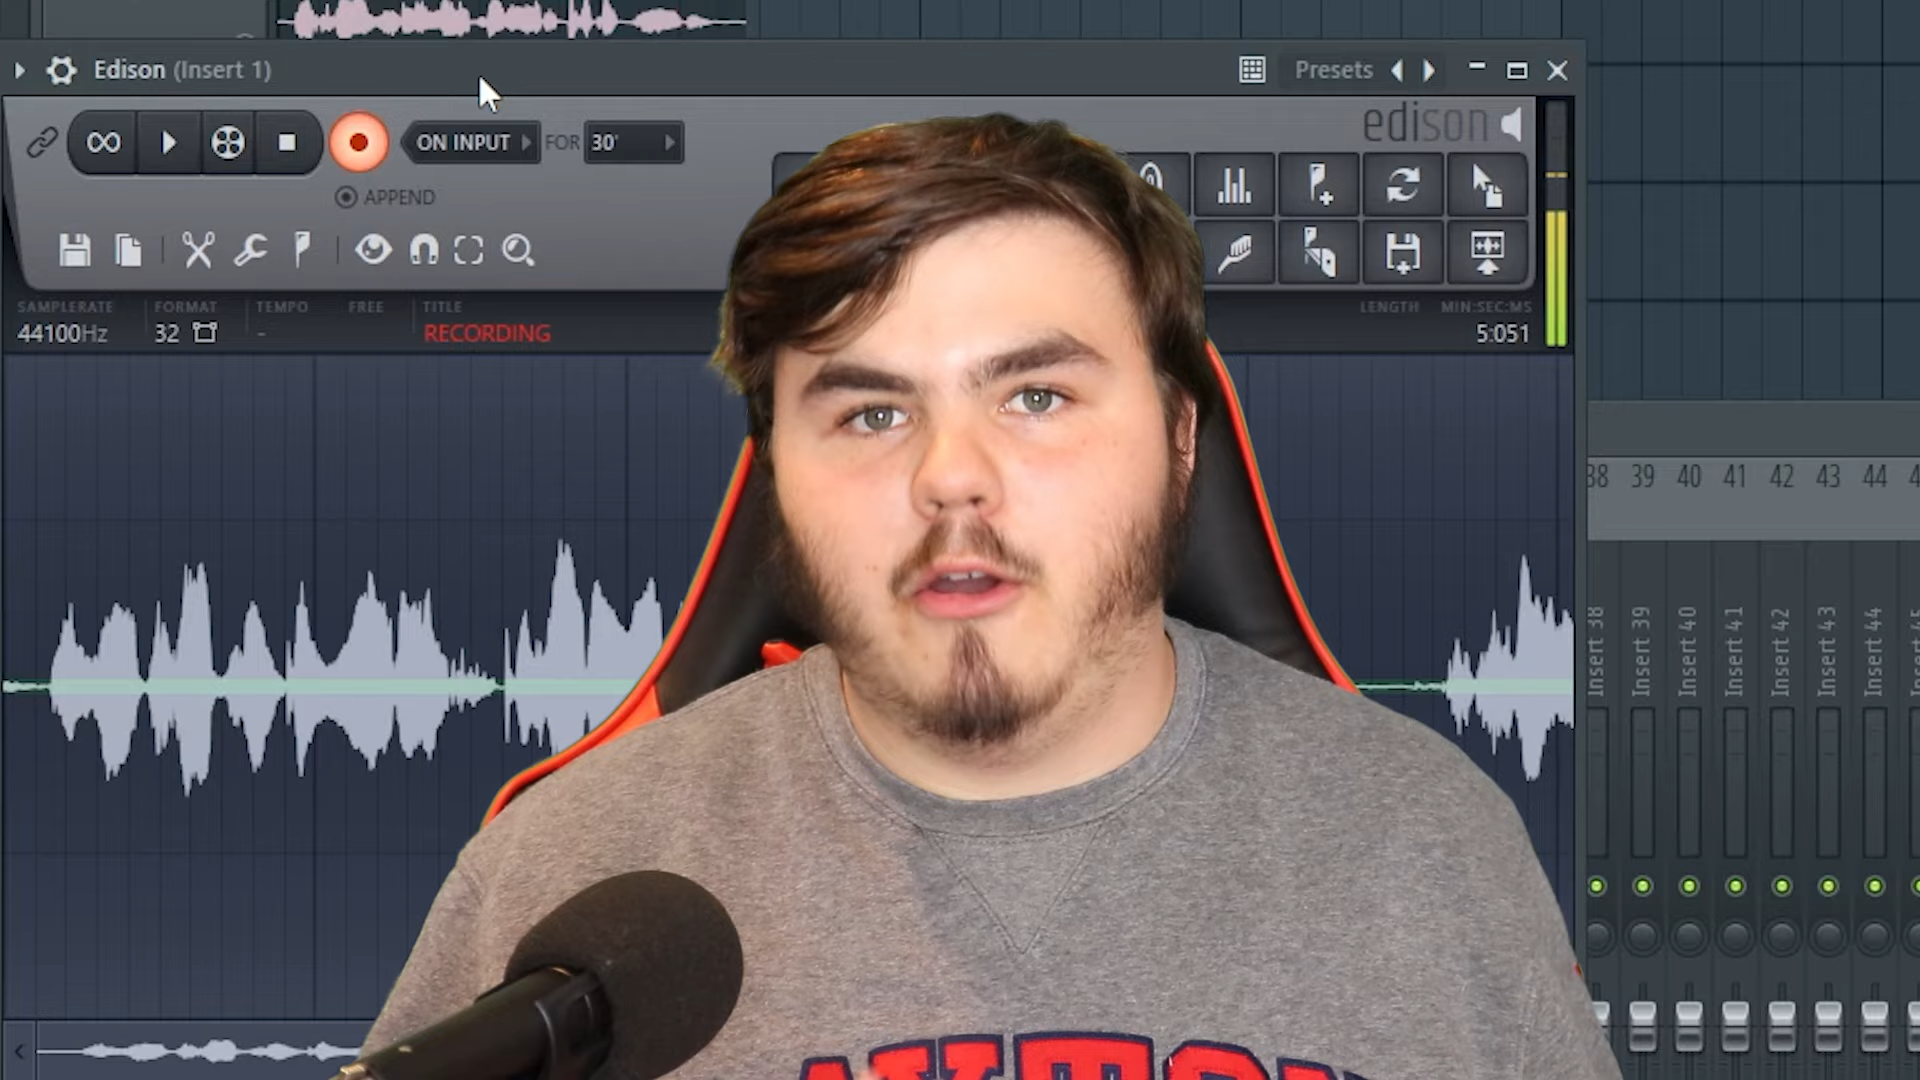 Edison (Insert 1)
Presets
edison
ON INPUT
FOR
30'
APPEND
SAMPLERATE
FORMAT
TEMPO
FREE
TITLE
LENGTH
MIN:SEC:MS
44100Hz
32
-
RECORDING
5:051
38 39 40 41 42 43 44
Insert 38
Insert 39
Insert 40
Insert 41
Insert 42
Insert 43
Insert 44